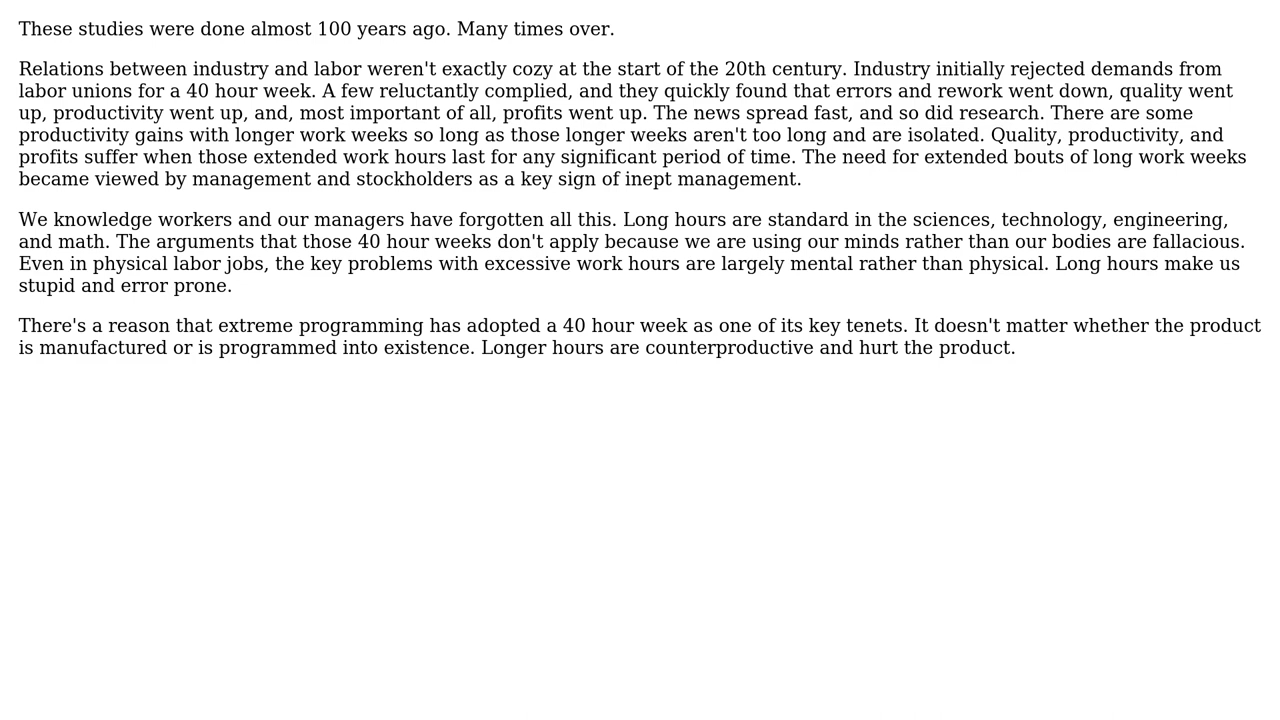 These studies were done almost 100 years ago. Many times over.
Relations between industry and labor weren't exactly cozy at the start of the 20th century. Industry initially rejected demands from
labor unions for a 40 hour week. A few reluctantly complied, and they quickly found that errors and rework went down, quality went
up, productivity went up, and, most important of all, profits went up. The news spread fast, and so did research. There are some
productivity gains with longer work weeks so long as those longer weeks aren't too long and are isolated. Quality, productivity, and
profits suffer when those extended work hours last for any significant period of time. The need for extended bouts of long work weeks
became viewed by management and stockholders as a key sign of inept management.
We knowledge workers and our managers have forgotten all this. Long hours are standard in the sciences, technology, engineering,
and math. The arguments that those 40 hour weeks don't apply because we are using our minds rather than our bodies are fallacious.
Even in physical labor jobs, the key problems with excessive work hours are largely mental rather than physical. Long hours make us
stupid and error prone.
There's a reason that extreme programming has adopted a 40 hour week as one of its key tenets. It doesn't matter whether the product
is manufactured or is programmed into existence. Longer hours are counterproductive and hurt the product.